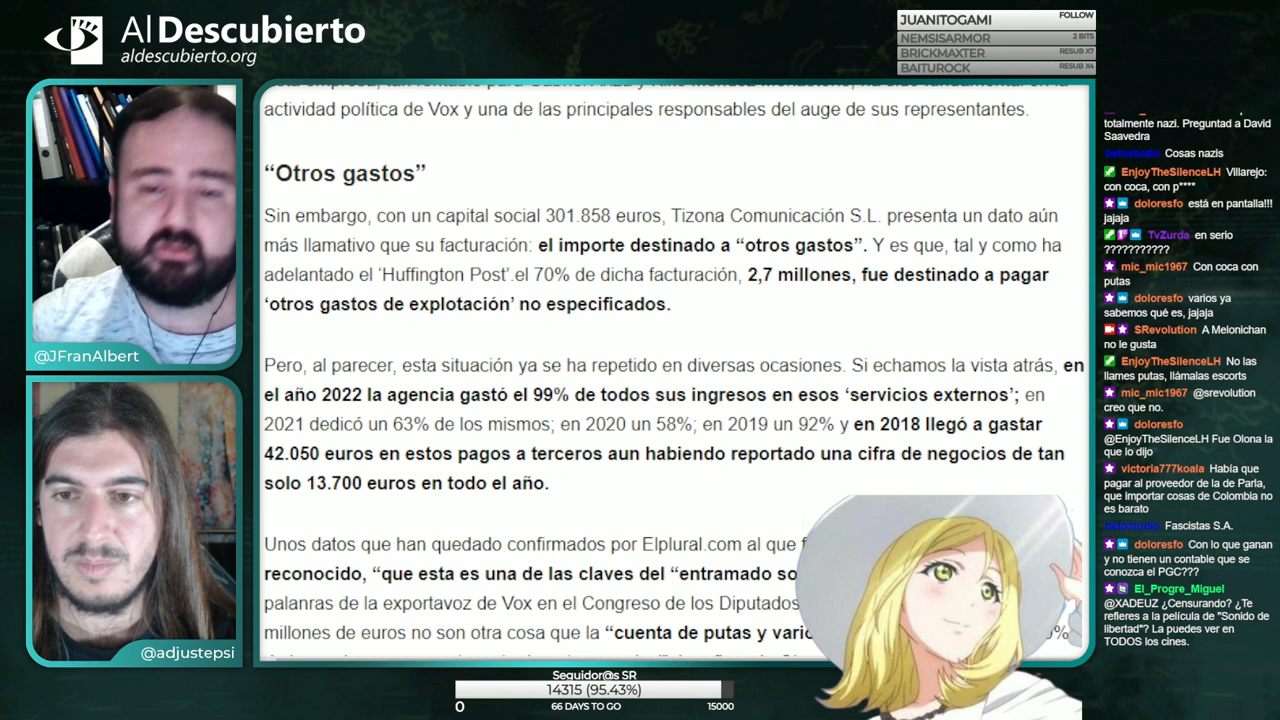 Al Descubierto
aldescubierto.org
JUANITOGAMI FOLLOW
NEMSISARMOR 2 BITS
BRICKMAXTER RESUB X7
BAITUROCK RESUB X4
@JFranAlbert
@adjustepsi
actividad política de Vox y una de las principales responsables del auge de sus representantes.
“Otros gastos”
Sin embargo, con un capital social 301.858 euros, Tizona Comunicación S.L. presenta un dato aún
más llamativo que su facturación: el importe destinado a “otros gastos”. Y es que, tal y como ha
adelantado el ‘Huffington Post’ el 70% de dicha facturación, 2,7 millones, fue destinado a pagar
‘otros gastos de explotación’ no especificados.
Pero, al parecer, esta situación ya se ha repetido en diversas ocasiones. Si echamos la vista atrás, en
el año 2022 la agencia gastó el 99% de todos sus ingresos en esos ‘servicios externos’; en
2021 dedicó un 63% de los mismos; en 2020 un 58%; en 2019 un 92% y en 2018 llegó a gastar
42.050 euros en estos pagos a terceros aun habiendo reportado una cifra de negocios de tan
solo 13.700 euros en todo el año.
Unos datos que han quedado confirmados por Elplural.com al que
reconocido, “que esta es una de las claves del “entramado
palanras de la exportavoz de Vox en el Congreso de los Diputados
millones de euros no son otra cosa que la “cuenta de putas y
totalmente nazi. Preguntad a David
Saavedra
betostudio Cosas nazis
EnjoyTheSilenceLH Villarejo:
con coca, con p****
doloresfo está en pantalla!!!
jajaja
TvZurda en serio
???????????
mic_mic1967 Con coca con
putas
doloresfo varios ya
sabemos qué es, jajaja
SRevolution A Melonichan
no le gusta
EnjoyTheSilenceLH No las
llames putas, llámalas escorts
mic_mic1967 @srevolution
creo que no.
doloresfo
@EnjoyTheSilenceLH Fue Olona la
que lo dijo
victoria777koala Había que
pagar al proveedor de la de Parla,
que importar cosas de Colombia no
es barato
betostudio Fascistas S.A.
doloresfo Con lo que ganan
y no tienen un contable que se
conozca el PGC???
El_Progre_Miguel
@XADEUZ ¿Censurando? ¿Te
refieres a la película de "Sonido de
libertad"? La puedes ver en
TODOS los cines.
Seguidor@s SR
14315 (95.43%)
0 66 DAYS TO GO 15000